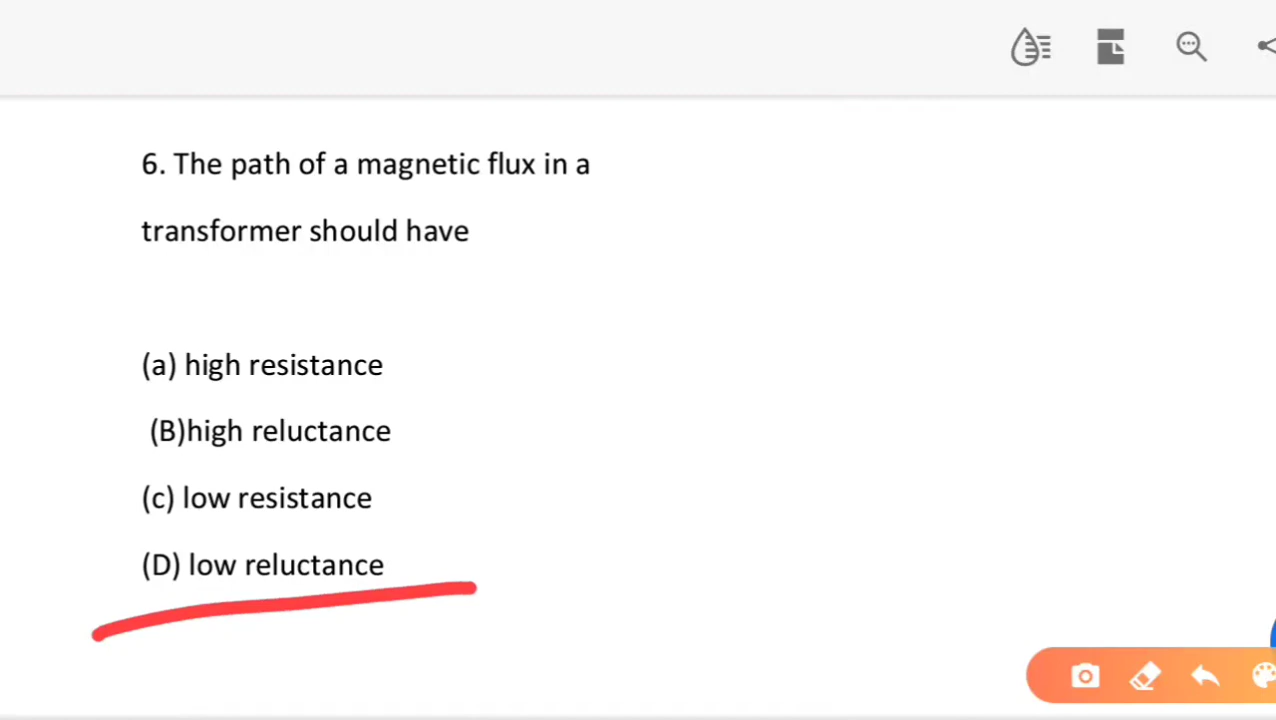 6. The path of a magnetic flux in a
transformer should have
(a) high resistance
(B)high reluctance
(c) low resistance
(D) low reluctance